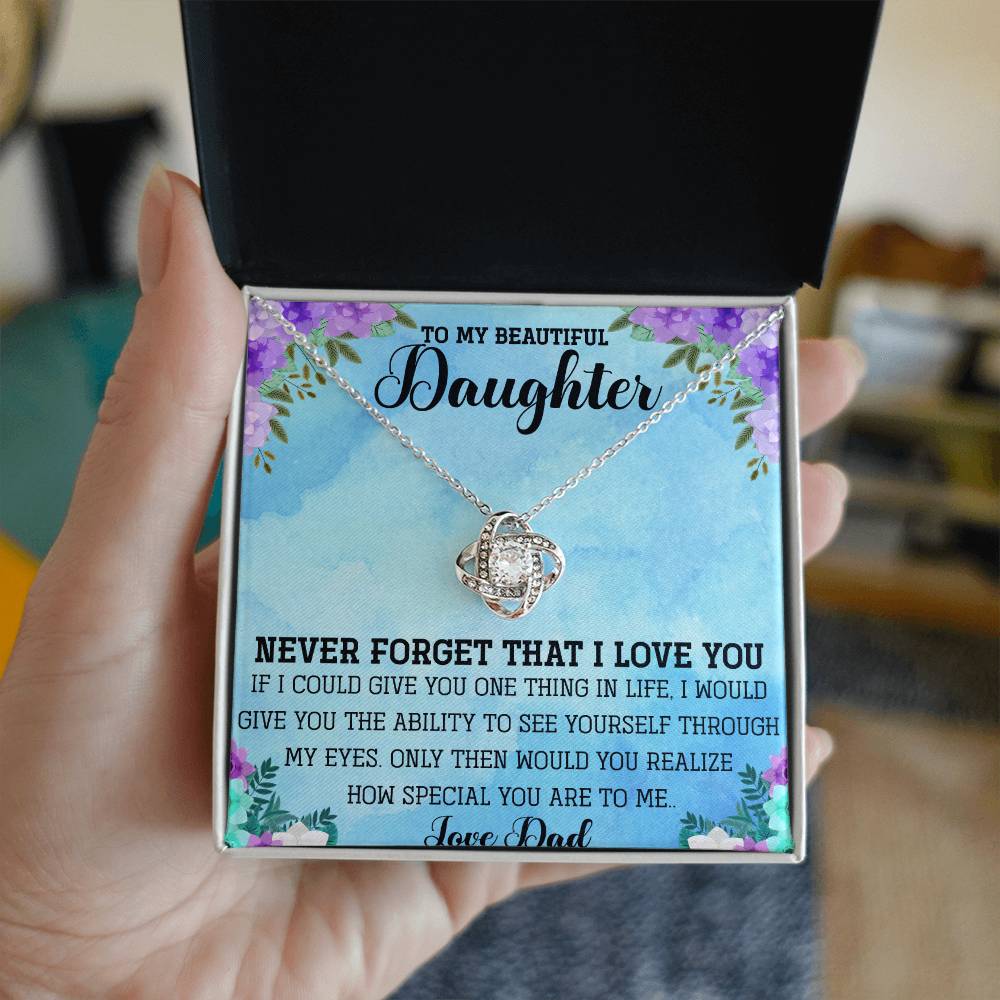 TO MY BEAUTIFUL
Daughter
NEVER FORGET THAT I LOVE YOU
IF I COULD GIVE YOU ONE THING IN LIFE, I WOULD
GIVE YOU THE ABILITY TO SEE YOURSELF THROUGH
MY EYES. ONLY THEN WOULD YOU REALIZE
HOW SPECIAL YOU ARE TO ME..
Love Dad